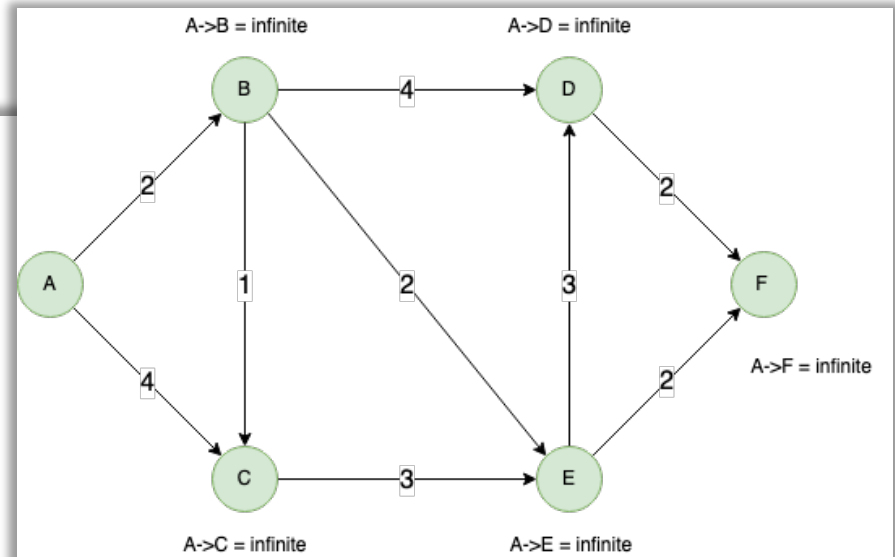 A->B = infinite
A->D = infinite
B
4
D
2
2
A
1
2
3
F
4
2
A->F = infinite
C
3
E
A->C = infinite
A->E = infinite